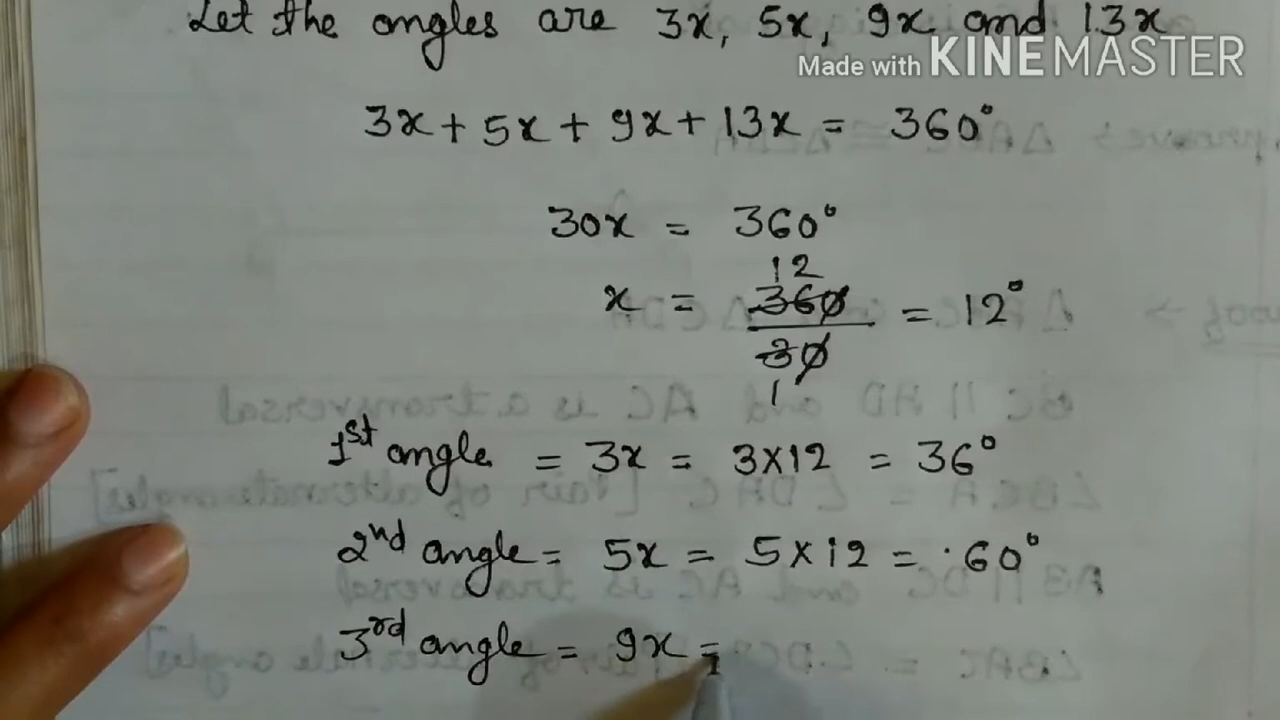 Let the angles are 3x, 5x, 9x and 13x
Made with KINEMASTER
3x + 5x + 9x + 13x = 360°
30x = 360°
12
x = 360/30 = 12°
1
1st angle = 3x = 3×12 = 36°
2nd angle = 5x = 5×12 = 60°
3rd angle = 9x =